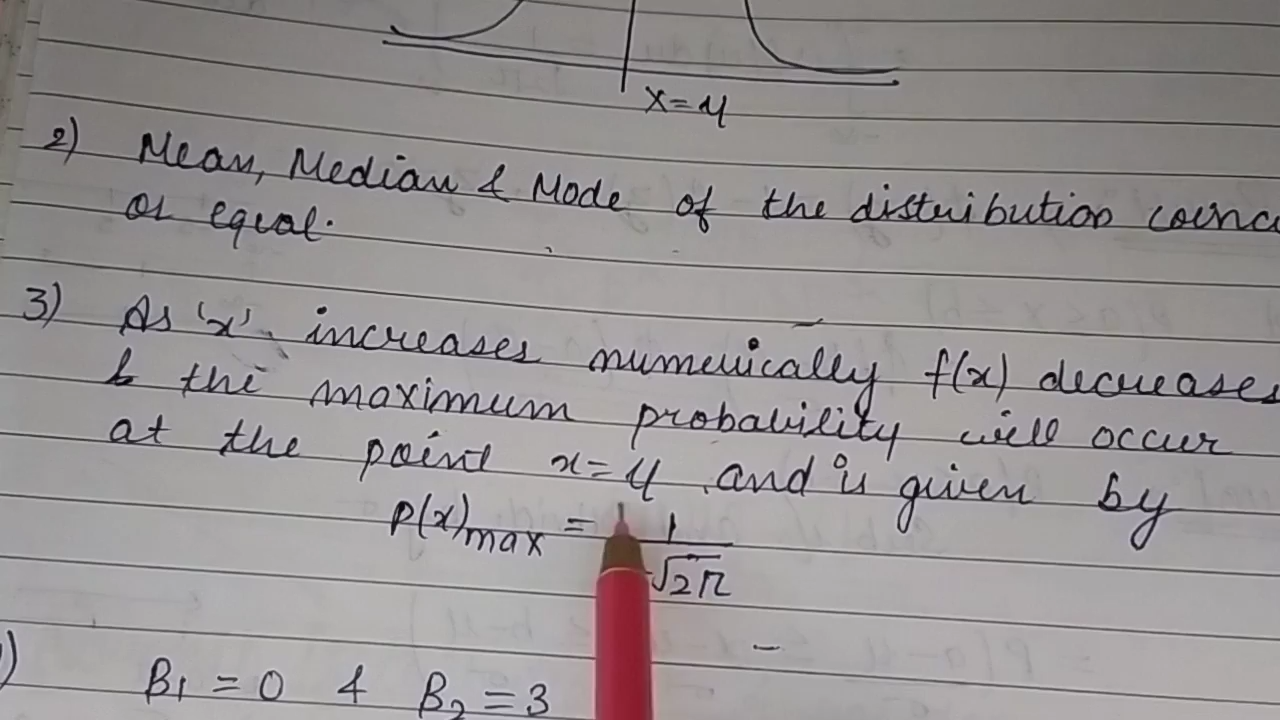 x=μ
2) Mean, Median & Mode of the distribution
or equal.
3) As 'x' increases numerically f(x) decreases
& the maximum probability will occur
at the point x=μ and is given by
P(x)max = 1/√2π
β1 = 0 & β2 = 3